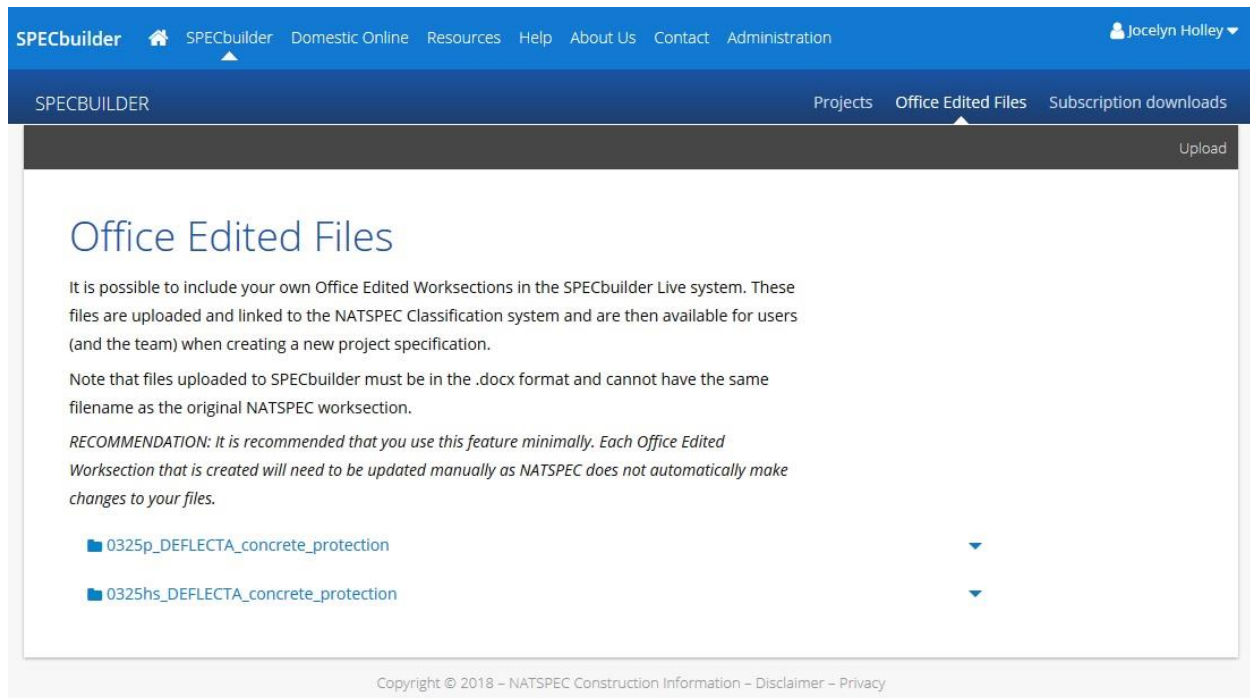 SPECbuilder SPECbuilder Domestic Online Resources Help About Us Contact Administration Jocelyn Holley
SPECBUILDER Projects Office Edited Files Subscription downloads
Upload
Office Edited Files
It is possible to include your own Office Edited Worksections in the SPECbuilder Live system. These
files are uploaded and linked to the NATSPEC Classification system and are then available for users
(and the team) when creating a new project specification.
Note that files uploaded to SPECbuilder must be in the .docx format and cannot have the same
filename as the original NATSPEC worksection.
RECOMMENDATION: It is recommended that you use this feature minimally. Each Office Edited
Worksection that is created will need to be updated manually as NATSPEC does not automatically make
changes to your files.
0325p_DEFLECTA_concrete_protection
0325hs_DEFLECTA_concrete_protection
Copyright © 2018 – NATSPEC Construction Information – Disclaimer – Privacy